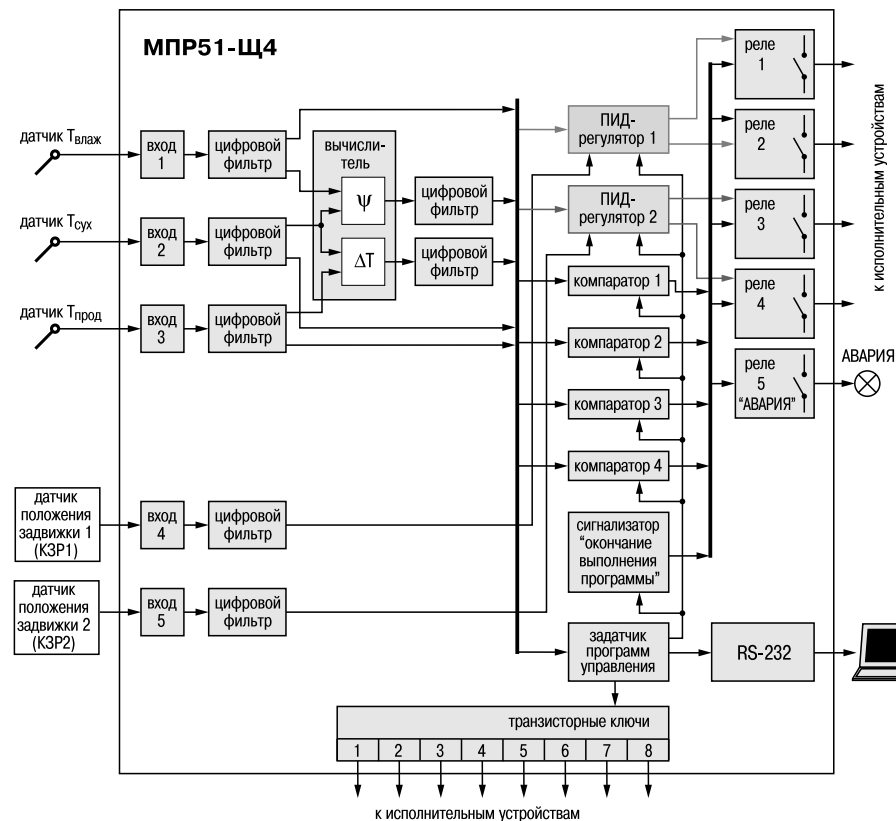 МПР51-Щ4
датчик Твлаж
вход
1
цифровой
фильтр
вычисли-
тель
ψ
ΔT
цифровой
фильтр
цифровой
фильтр
датчик Тсух
вход
2
цифровой
фильтр
датчик Тпрод
вход
3
цифровой
фильтр
датчик
положения
задвижки 1
(КЗР1)
вход
4
цифровой
фильтр
датчик
положения
задвижки 2
(КЗР2)
вход
5
цифровой
фильтр
ПИД-
регулятор 1
ПИД-
регулятор 2
компаратор 1
компаратор 2
компаратор 3
компаратор 4
сигнализатор
“окончание
выполнения
программы”
задатчик
программ
управления
RS-232
реле
1
реле
2
реле
3
реле
4
реле
5
“АВАРИЯ”
к исполнительным устройствам
АВАРИЯ
транзисторные ключи
1 2 3 4 5 6 7 8
к исполнительным устройствам